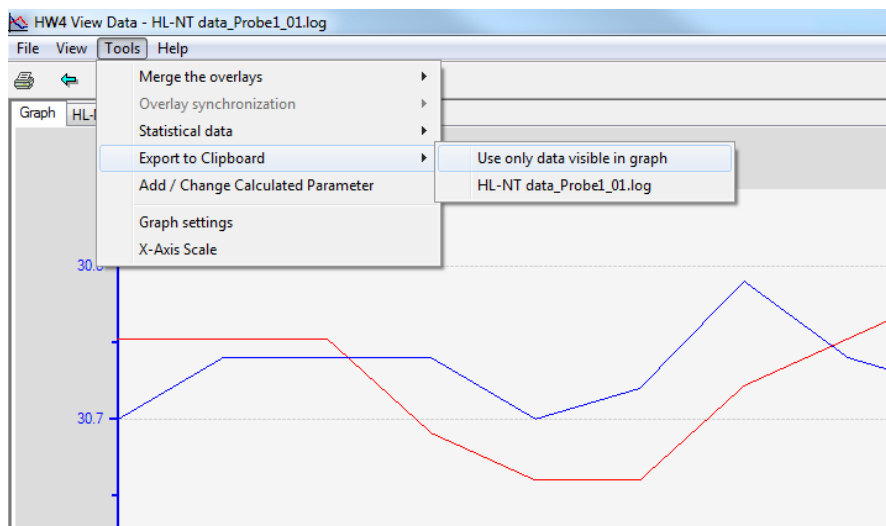 HW4 View Data - HL-NT data_Probe1_01.log
File View Tools Help
Merge the overlays
Overlay synchronization
Graph
Statistical data
Export to Clipboard
Use only data visible in graph
Add / Change Calculated Parameter
HL-NT data_Probe1_01.log
Graph settings
X-Axis Scale
30.7